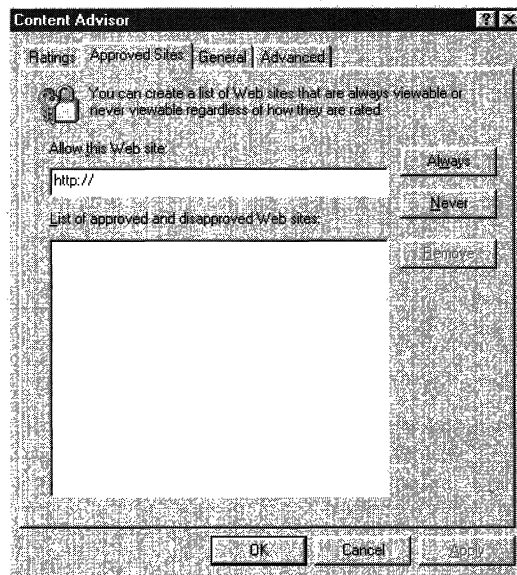 Content Advisor
Ratings Approved Sites General Advanced
You can create a list of Web sites that are always viewable or
never viewable regardless of how they are rated.
Allow this Web site:
Always
http://
Never
List of approved and disapproved Web sites:
Remove
OK Cancel Apply